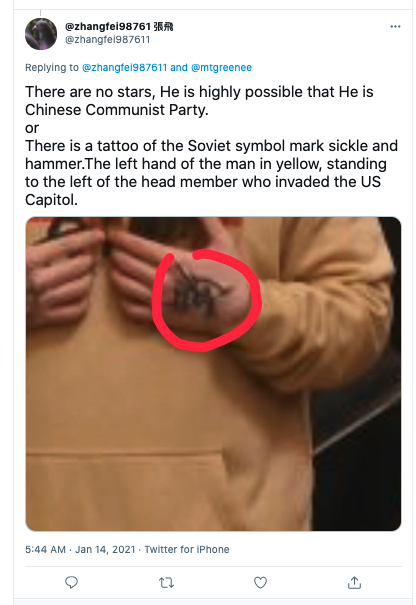 @zhangfei98761 張飛
@zhangfei987611
Replying to @zhangfei987611 and @mtgreenee
There are no stars, He is highly possible that He is
Chinese Communist Party.
or
There is a tattoo of the Soviet symbol mark sickle and
hammer.The left hand of the man in yellow, standing
to the left of the head member who invaded the US
Capitol.
5:44 AM · Jan 14, 2021 · Twitter for iPhone